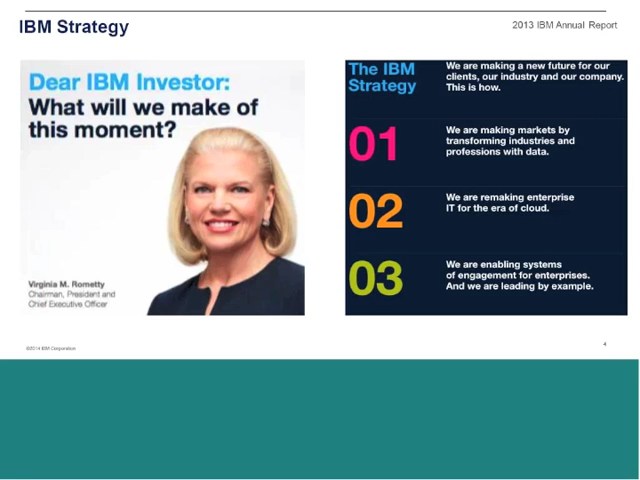 IBM Strategy
2013 IBM Annual Report
Dear IBM Investor:
What will we make of
this moment?
Virginia M. Rometty
Chairman, President and
Chief Executive Officer
The IBM
Strategy
We are making a new future for our
clients, our industry and our company.
This is how.
01
We are making markets by
transforming industries and
professions with data.
02
We are remaking enterprise
IT for the era of cloud.
03
We are enabling systems
of engagement for enterprises.
And we are leading by example.
©2014 IBM Corporation
4